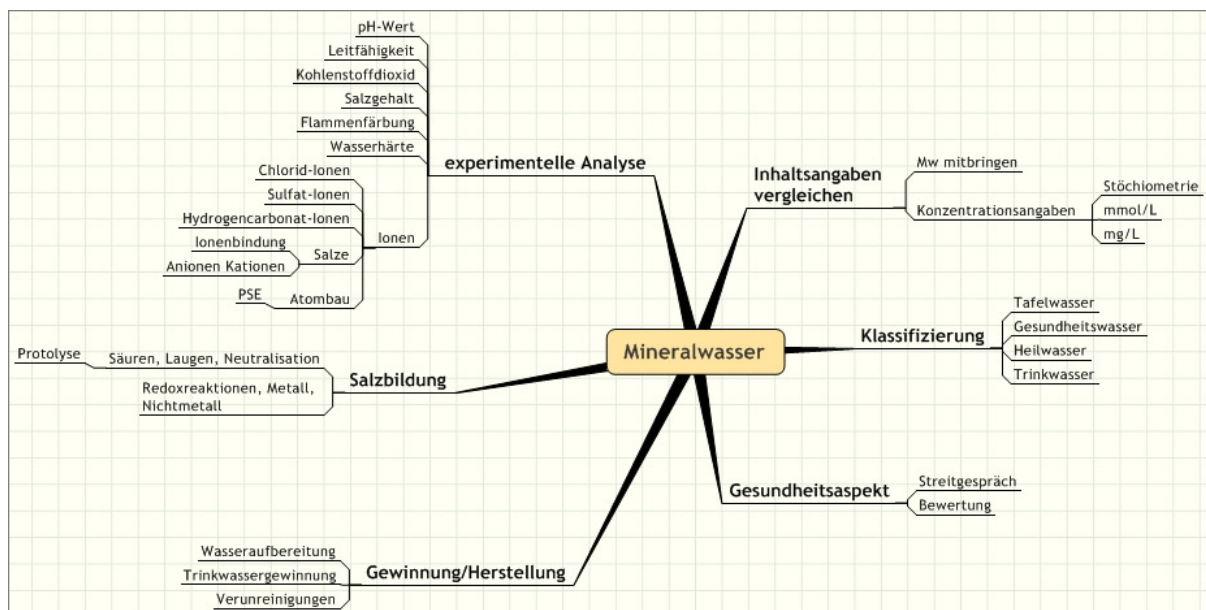 pH-Wert
Leitfähigkeit
Kohlenstoffdioxid
Salzgehalt
Flammenfärbung
Wasserhärte
experimentelle Analyse
Chlorid-Ionen
Sulfat-Ionen
Hydrogencarbonat-Ionen
Ionenbindung
Anionen Kationen
Salze
Ionen
PSE
Atombau
Inhaltsangaben
vergleichen
Mw mitbringen
Konzentrationsangaben
Stöchiometrie
mmol/L
mg/L
Mineralwasser
Klassifizierung
Tafelwasser
Gesundheitswasser
Heilwasser
Trinkwasser
Protolyse
Säuren, Laugen, Neutralisation
Redoxreaktionen, Metall,
Nichtmetall
Salzbildung
Gesundheitsaspekt
Streitgespräch
Bewertung
Wasseraufbereitung
Trinkwassergewinnung
Verunreinigungen
Gewinnung/Herstellung